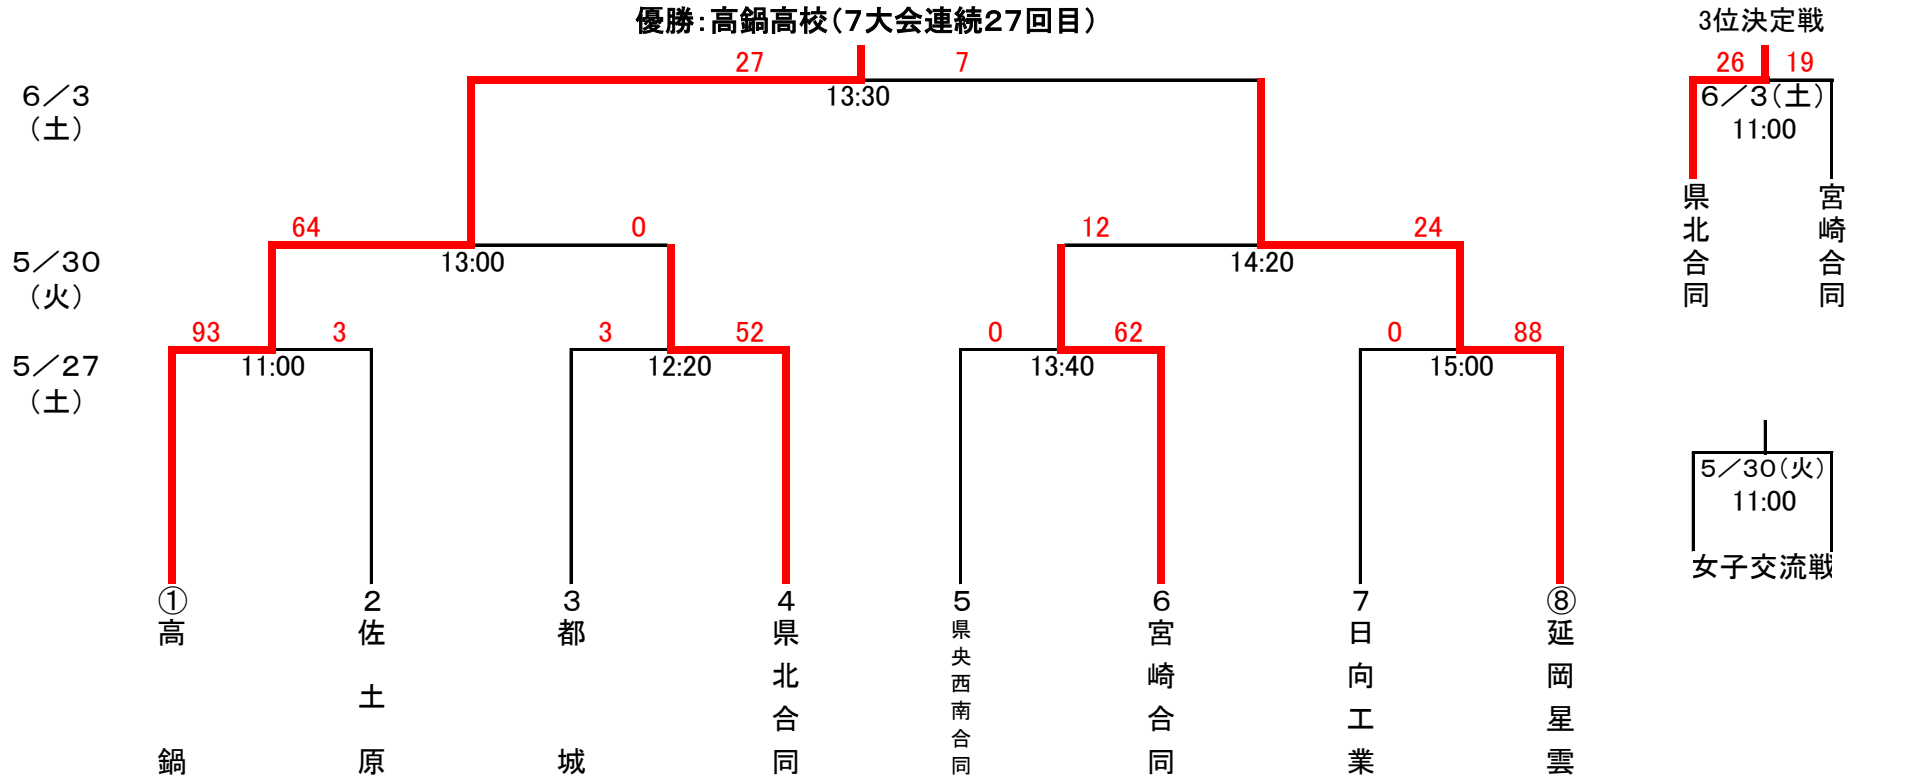 優勝：高鍋高校（７大会連続２７回目）
3位決定戦
27
7
26
19
６／３
（土）
13:30
６／３（土）
11:00
県北合同
宮崎合同
64
0
12
24
５／３０
（火）
13:00
14:20
93
3
3
52
0
62
0
88
５／２７
（土）
11:00
12:20
13:40
15:00
５／３０（火）
11:00
女子交流戦
①
高鍋
２
佐土原
３
都城
４
県北合同
５
県央西南合同
６
宮崎合同
７
日向工業
⑧
延岡星雲